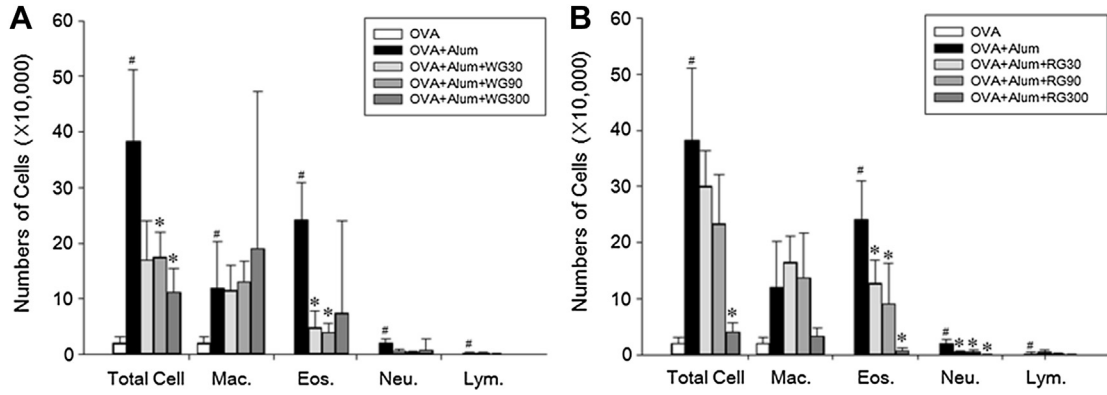 A
Numbers of Cells (×10,000)
60
50
40
30
20
10
0
OVA
OVA+Alum
OVA+Alum+WG30
OVA+Alum+WG90
OVA+Alum+WG300
#
*
*
#
#
*
*
#
#
Total Cell Mac. Eos. Neu. Lym.
B
Numbers of Cells (×10,000)
60
50
40
30
20
10
0
OVA
OVA+Alum
OVA+Alum+RG30
OVA+Alum+RG90
OVA+Alum+RG300
#
*
#
*
*
*
#
*
*
*
#
Total Cell Mac. Eos. Neu. Lym.